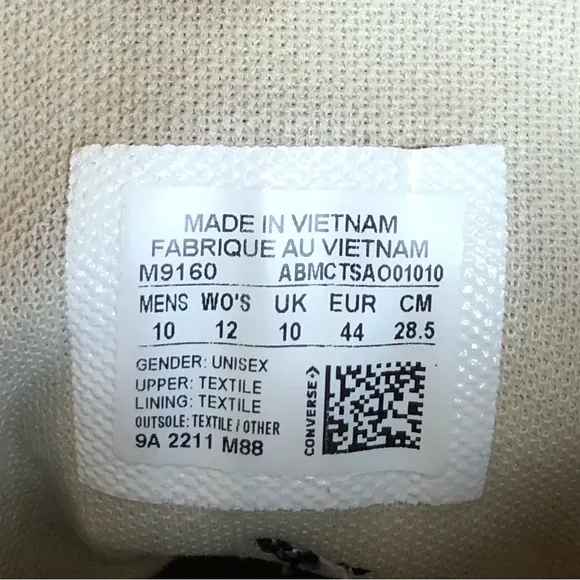 MADE IN VIETNAM
FABRIQUE AU VIETNAM
M9160 ABMCTSAO01010
MENS WO'S UK EUR CM
10 12 10 44 28.5
GENDER: UNISEX
UPPER: TEXTILE
LINING: TEXTILE
OUTSOLE: TEXTILE / OTHER
9A 2211 M88
CONVERSE